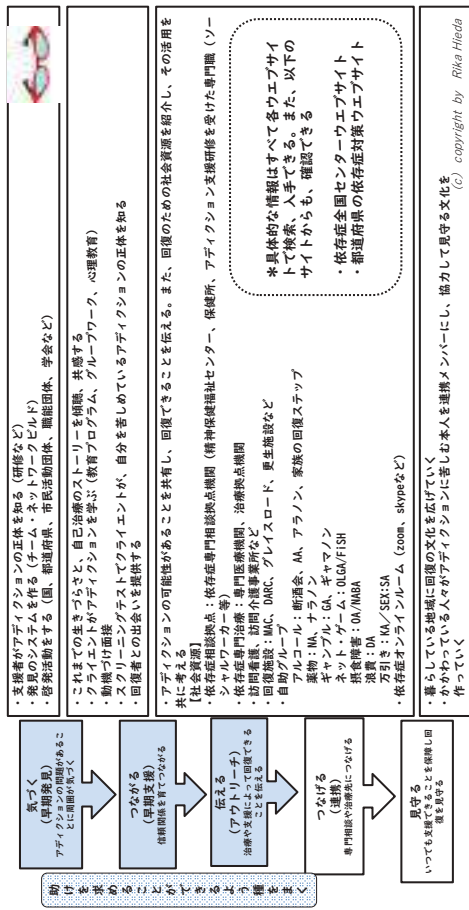 助けを求めることができるよう種をまく
気づく
(早期発見)
アディクションの問題があるこ
とに周囲が気づく
・支援者がアディクションの正体を知る(研修など)
・発見のシステムを作る(チーム・ネットワークビルド)
・啓発活動をする(国、都道府県、市民活動団体、職能団体、学会など)
つながる
(早期支援)
信頼関係を育てつながる
・これまでの生きづらさと、自己治療のストーリーを傾聴、共感する
・クライエントがアディクションを学ぶ(教育プログラム、グループワーク、心理教育)
・動機づけ面接
・スクリーニングテストでクライエントが、自分を苦しめているアディクションの正体を知る
・回復者との出会いを提供する
伝える
(アウトリーチ)
治療や支援によって回復できる
ことを伝える
つなげる
(連携)
専門相談や治療先につなげる
・アディクションの可能性があることを共有し、回復できることを伝える。また、回復のための社会資源を紹介し、その活用を
共に考える
【社会資源】
・依存症相談拠点:依存症専門相談拠点機関(精神保健福祉センター、保健所、アディクション支援研修を受けた専門職(ソー
シャルワーカー 等)
・依存症専門治療:専門医療機関、治療拠点機関
・訪問看護、訪問介護事業所など
・回復施設:MAC、DARC、グレイスロード、更生施設など
・自助グループ
アルコール:断酒会、AA、アラノン、家族の回復ステップ
薬物:NA、ナラノン
ギャンブル:GA、ギャマノン
ネット・ゲーム:OLGA/FiSH
摂食障害:OA/NABA
浪費:DA
万引き:KA/SEX:SA
・依存症オンラインルーム(zoom、skypeなど)
*具体的な情報はすべて各ウエブサイ
トで検索、入手できる。また、以下の
サイトからも、確認できる
・依存症全国センターウエブサイト
・都道府県の依存症対策ウエブサイト
見守る
いつでも支援できることを保障し回
復を見守る
・暮らしている地域に回復の文化を広げていく
・かかわっている人々がアディクションに苦しむ本人を連携メンバーにし、協力して見守る文化を
作っていく
(c) copyright by Rika Hieda